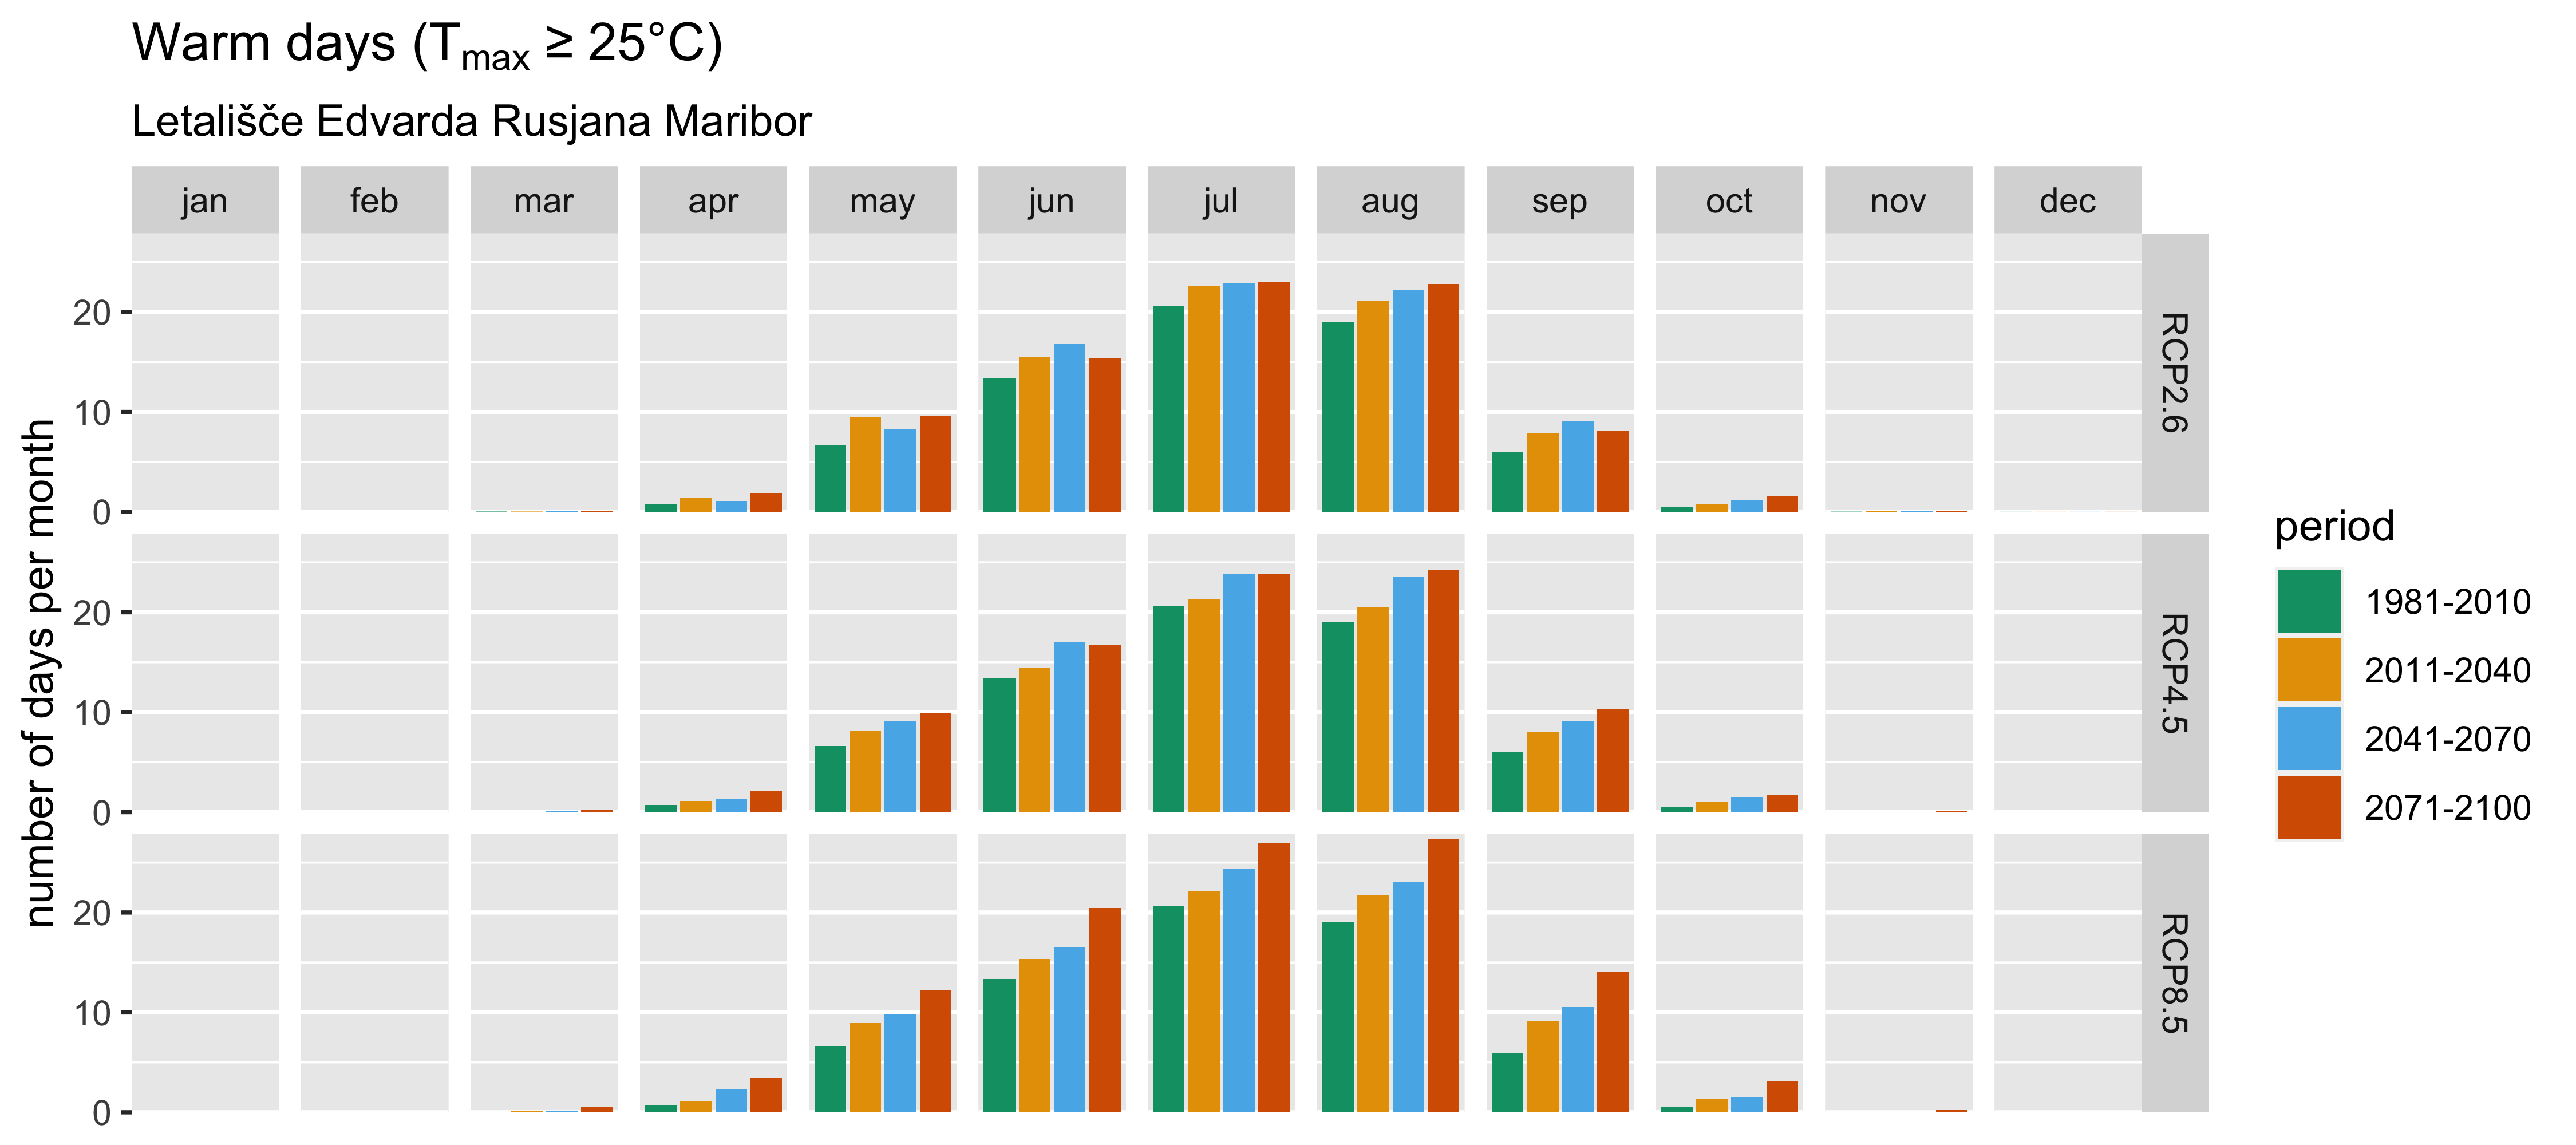 Warm days (Tmax ≥ 25°C)
Letališče Edvarda Rusjana Maribor
jan feb mar apr may jun jul aug sep oct nov dec
number of days per month
20
10
0
RCP2.6
20
10
0
RCP4.5
20
10
0
RCP8.5
period
1981-2010
2011-2040
2041-2070
2071-2100